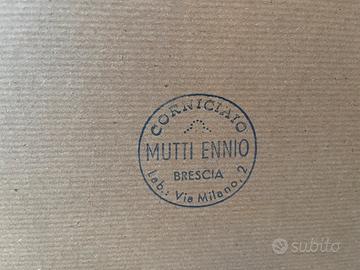 CORNICIAIO
MUTTI ENNIO
BRESCIA
Lab.: Via Milano, 2
subito